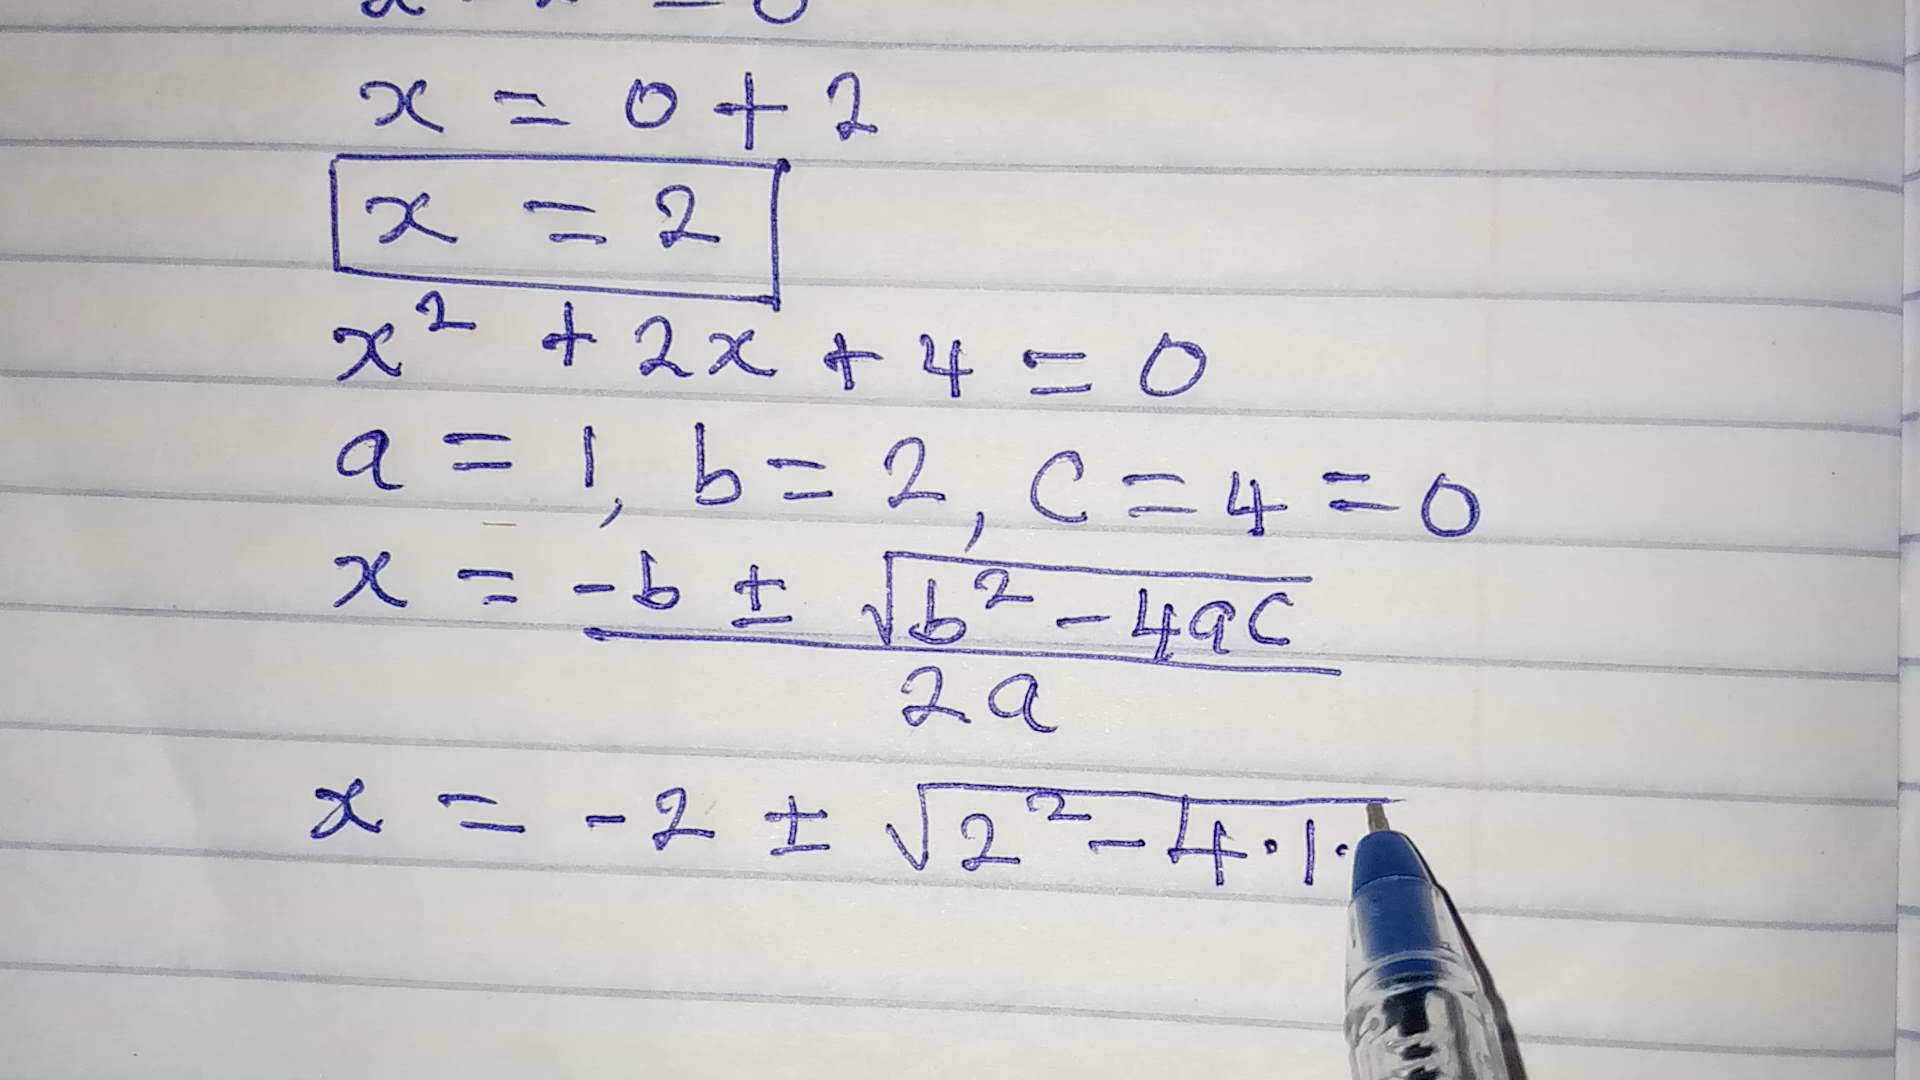 x = 0 + 2
x = 2
x² + 2x + 4 = 0
a = 1, b = 2, c = 4 = 0
x = -b ± √b² - 4ac
2a
x = -2 ± √2² - 4·1·